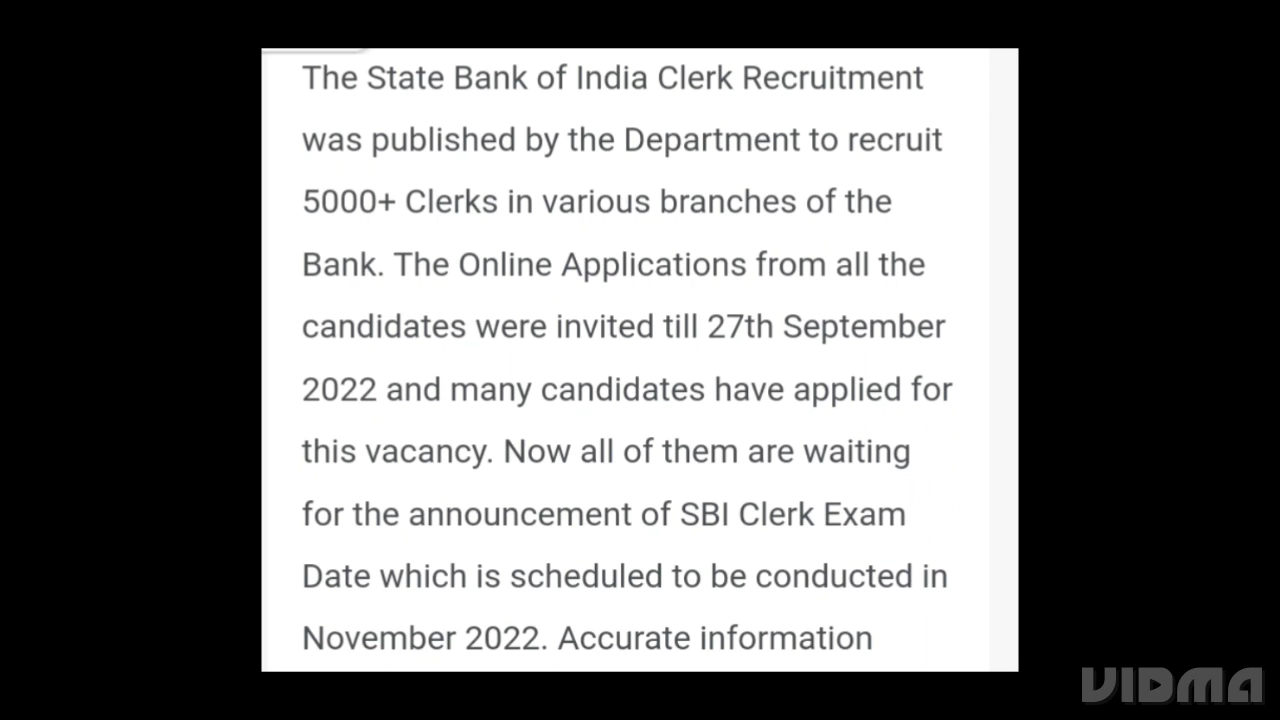 The State Bank of India Clerk Recruitment
was published by the Department to recruit
5000+ Clerks in various branches of the
Bank. The Online Applications from all the
candidates were invited till 27th September
2022 and many candidates have applied for
this vacancy. Now all of them are waiting
for the announcement of SBI Clerk Exam
Date which is scheduled to be conducted in
November 2022. Accurate information
VIDMA